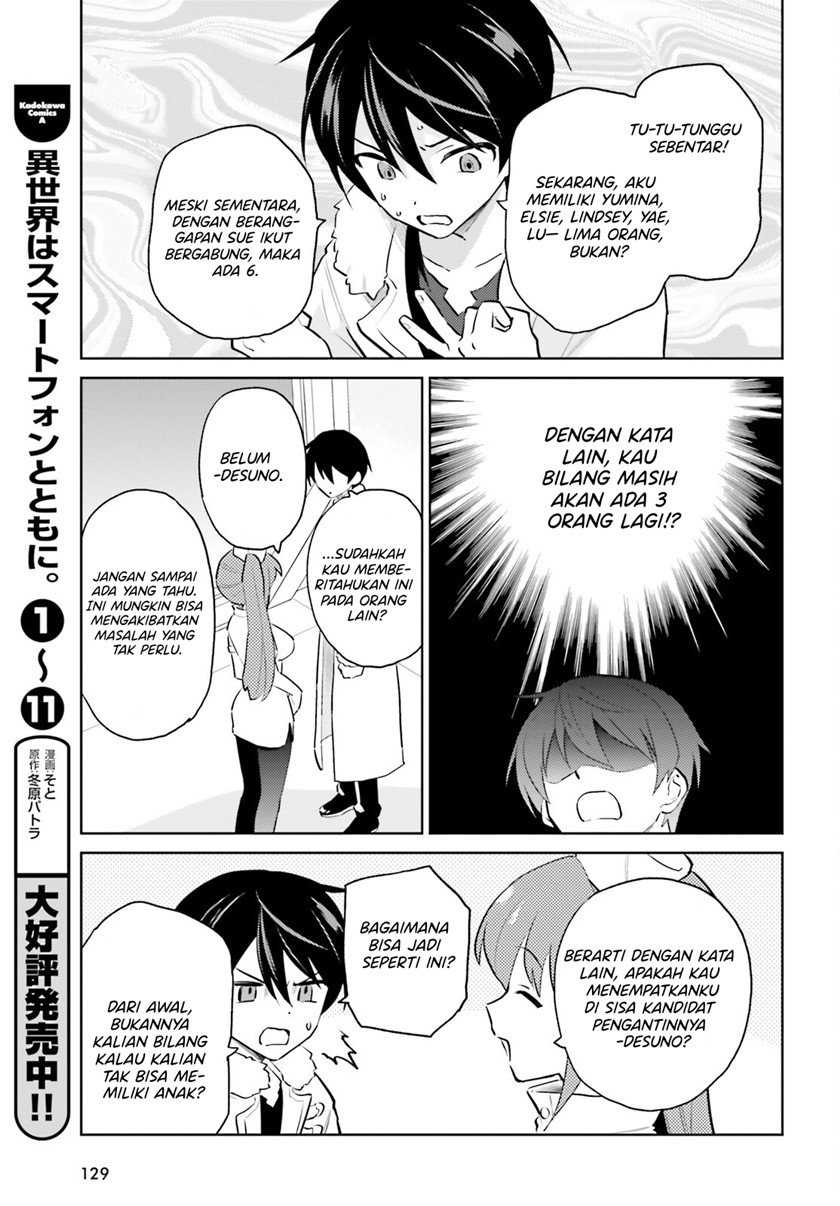 TU-TU-TUNGGU
SEBENTAR!
SEKARANG, AKU
MEMILIKI YUMINA,
ELSIE, LINDSEY, YAE,
LU— LIMA ORANG,
BUKAN?
MESKI SEMENTARA,
DENGAN BERANG-
GAPAN SUE IKUT
BERGABUNG, MAKA
ADA 6.
DENGAN KATA
LAIN, KAU
BILANG MASIH
AKAN ADA 3
ORANG LAGI!?
...SUDAHKAH
KAU MEMBE-
RITAHUKAN INI
PADA ORANG
LAIN?
BELUM
-DESUNO.
JANGAN SAMPAI
ADA YANG TAHU.
INI MUNGKIN BISA
MENGAKIBATKAN
MASALAH YANG
TAK PERLU.
BERARTI DENGAN KATA
LAIN, APAKAH KAU
MENEMPATKANKU
DI SISA KANDIDAT
PENGANTINNYA
-DESUNO?
BAGAIMANA
BISA JADI
SEPERTI INI?
DARI AWAL,
BUKANNYA
KALIAN BILANG
KALAU KALIAN
TAK BISA ME-
MILIKI ANAK?
Kadokawa
Comics
A
異世界はスマートフォンとともに。1～11
漫画:そと
原作:冬原パトラ
大好評発売中!!
129